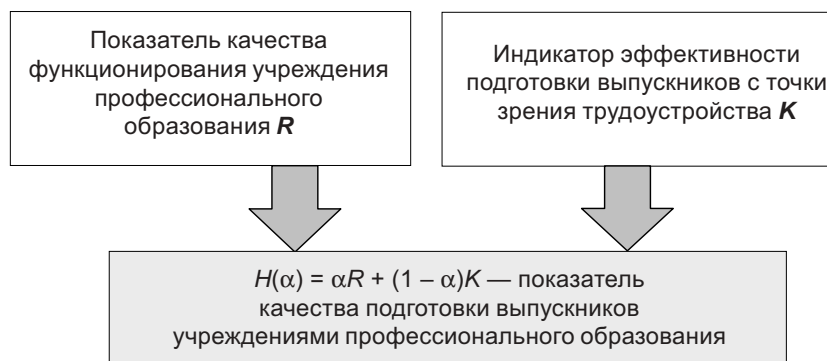 Показатель качества
функционирования учреждения
профессионального
образования R
Индикатор эффективности
подготовки выпускников с точки
зрения трудоустройства K
H(α) = αR + (1 – α)K — показатель
качества подготовки выпускников
учреждениями профессионального образования